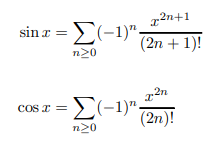 sin x = ∑_{n≥0} (−1)^n x^{2n+1} / (2n + 1)!
cos x = ∑_{n≥0} (−1)^n x^{2n} / (2n)!